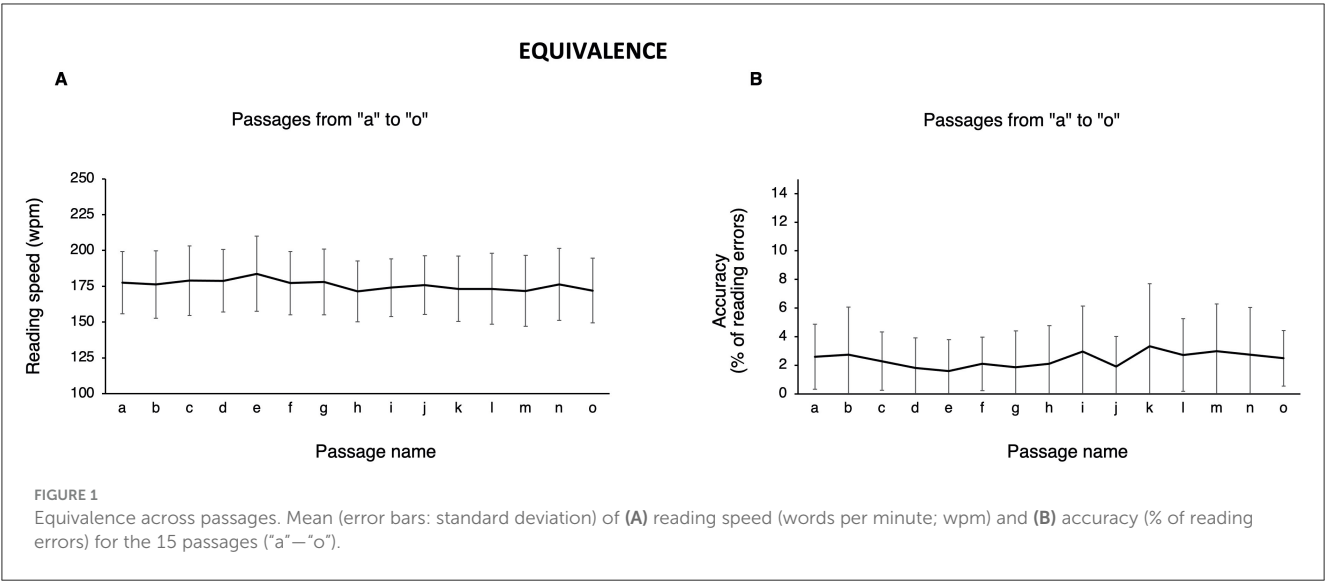 EQUIVALENCE
A
Passages from "a" to "o"
Reading speed (wpm)
250
225
200
175
150
125
100
a b c d e f g h i j k l m n o
Passage name
B
Passages from "a" to "o"
Accuracy
(% of reading errors)
14
12
10
8
6
4
2
0
a b c d e f g h i j k l m n o
Passage name
FIGURE 1
Equivalence across passages. Mean (error bars: standard deviation) of (A) reading speed (words per minute; wpm) and (B) accuracy (% of reading
errors) for the 15 passages (“a”—“o”).